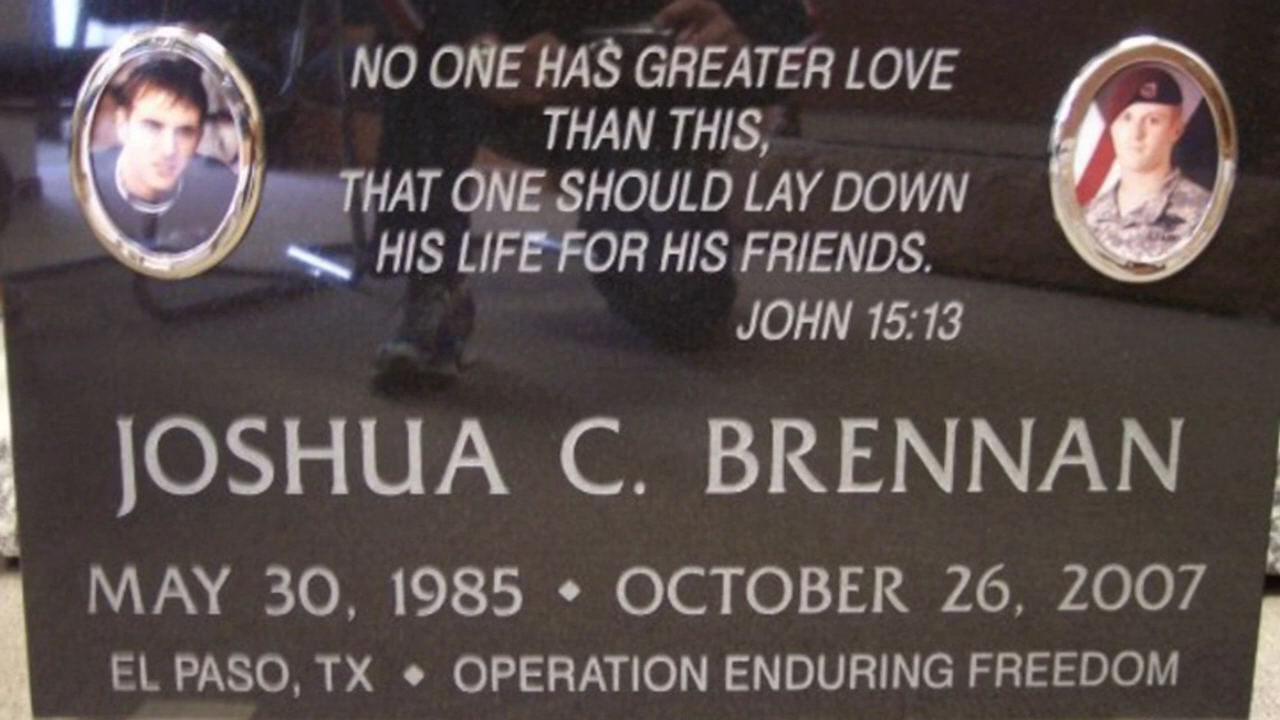 NO ONE HAS GREATER LOVE
THAN THIS,
THAT ONE SHOULD LAY DOWN
HIS LIFE FOR HIS FRIENDS.
JOHN 15:13
JOSHUA C. BRENNAN
MAY 30, 1985 ◆ OCTOBER 26, 2007
EL PASO, TX ◆ OPERATION ENDURING FREEDOM